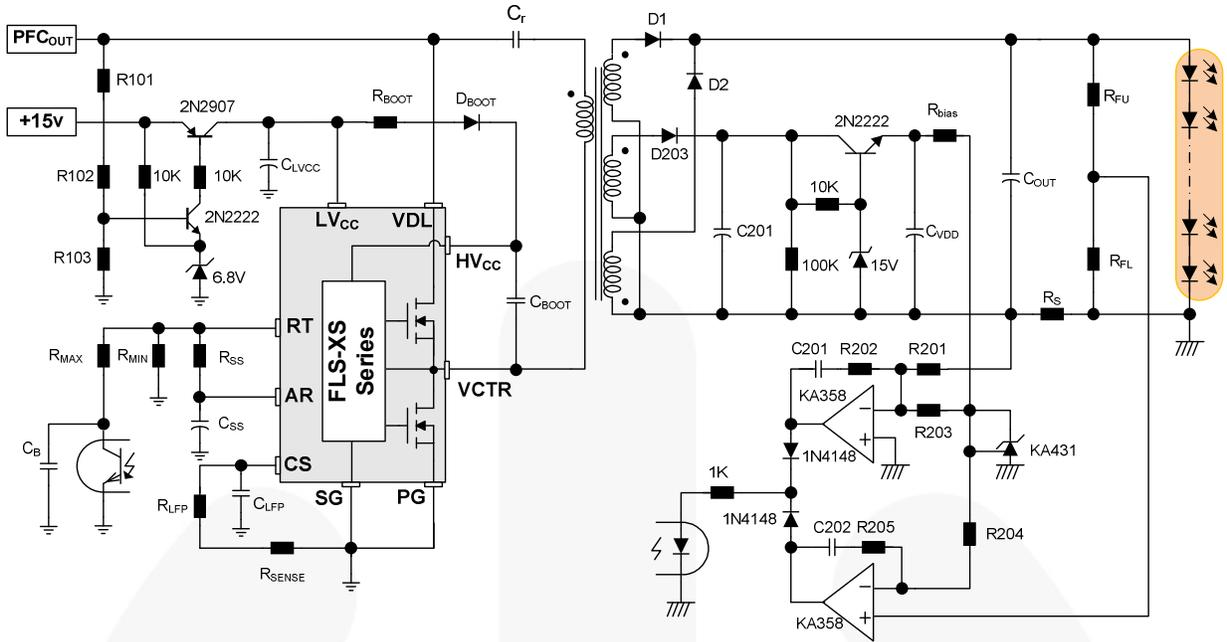 PFCOUT
R101
+15v
2N2907
RBOOT
DBOOT
Cr
D1
D2
D203
2N2222
Rbias
RFU
R102
10K
10K
CLVCC
2N2222
R103
6.8V
LVCC
VDL
HVCC
CBOOT
10K
C201
100K
15V
CVDD
COUT
RFL
RS
RMAX
RMIN
RSS
RT
FLS-XS
Series
VCTR
AR
CSS
CB
CS
RLFP
CLFP
SG
PG
RSENSE
C201
R202
R201
KA358
R203
1N4148
KA431
1K
1N4148
C202
R205
R204
KA358
−
+
−
+